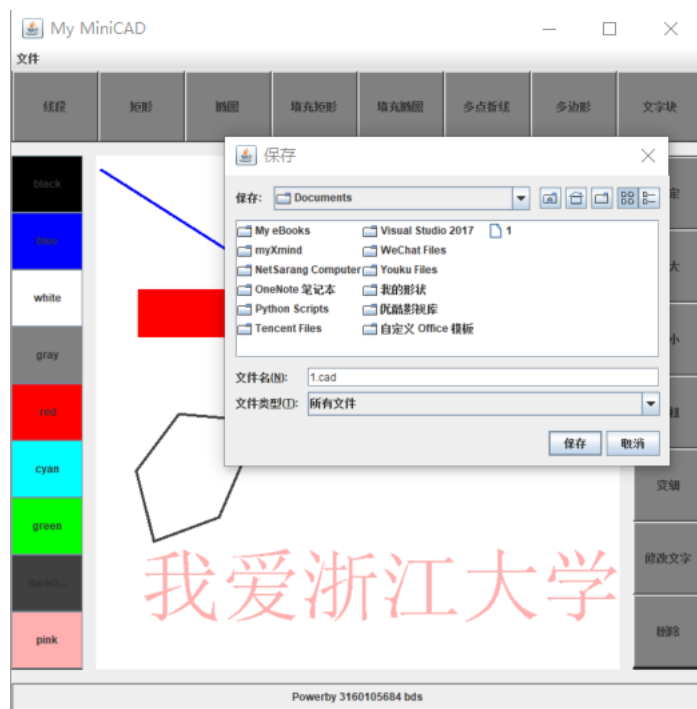 My MiniCAD
文件
线段 矩形 椭圆 填充矩形 填充椭圆 多点折线 多边形 文字块
保存
保存: Documents
My eBooks Visual Studio 2017 1
myXmind WeChat Files
NetSarang Computer Youku Files
OneNote 笔记本 我的形状
Python Scripts 优酷影视库
Tencent Files 自定义 Office 模板
文件名(N): 1.cad
文件类型(T): 所有文件
保存 取消
black
blue
white
gray
red
cyan
green
darkG...
pink
定
大
小
粗
变细
修改文字
删除
我爱浙江大学
Powerby 3160105684 bds